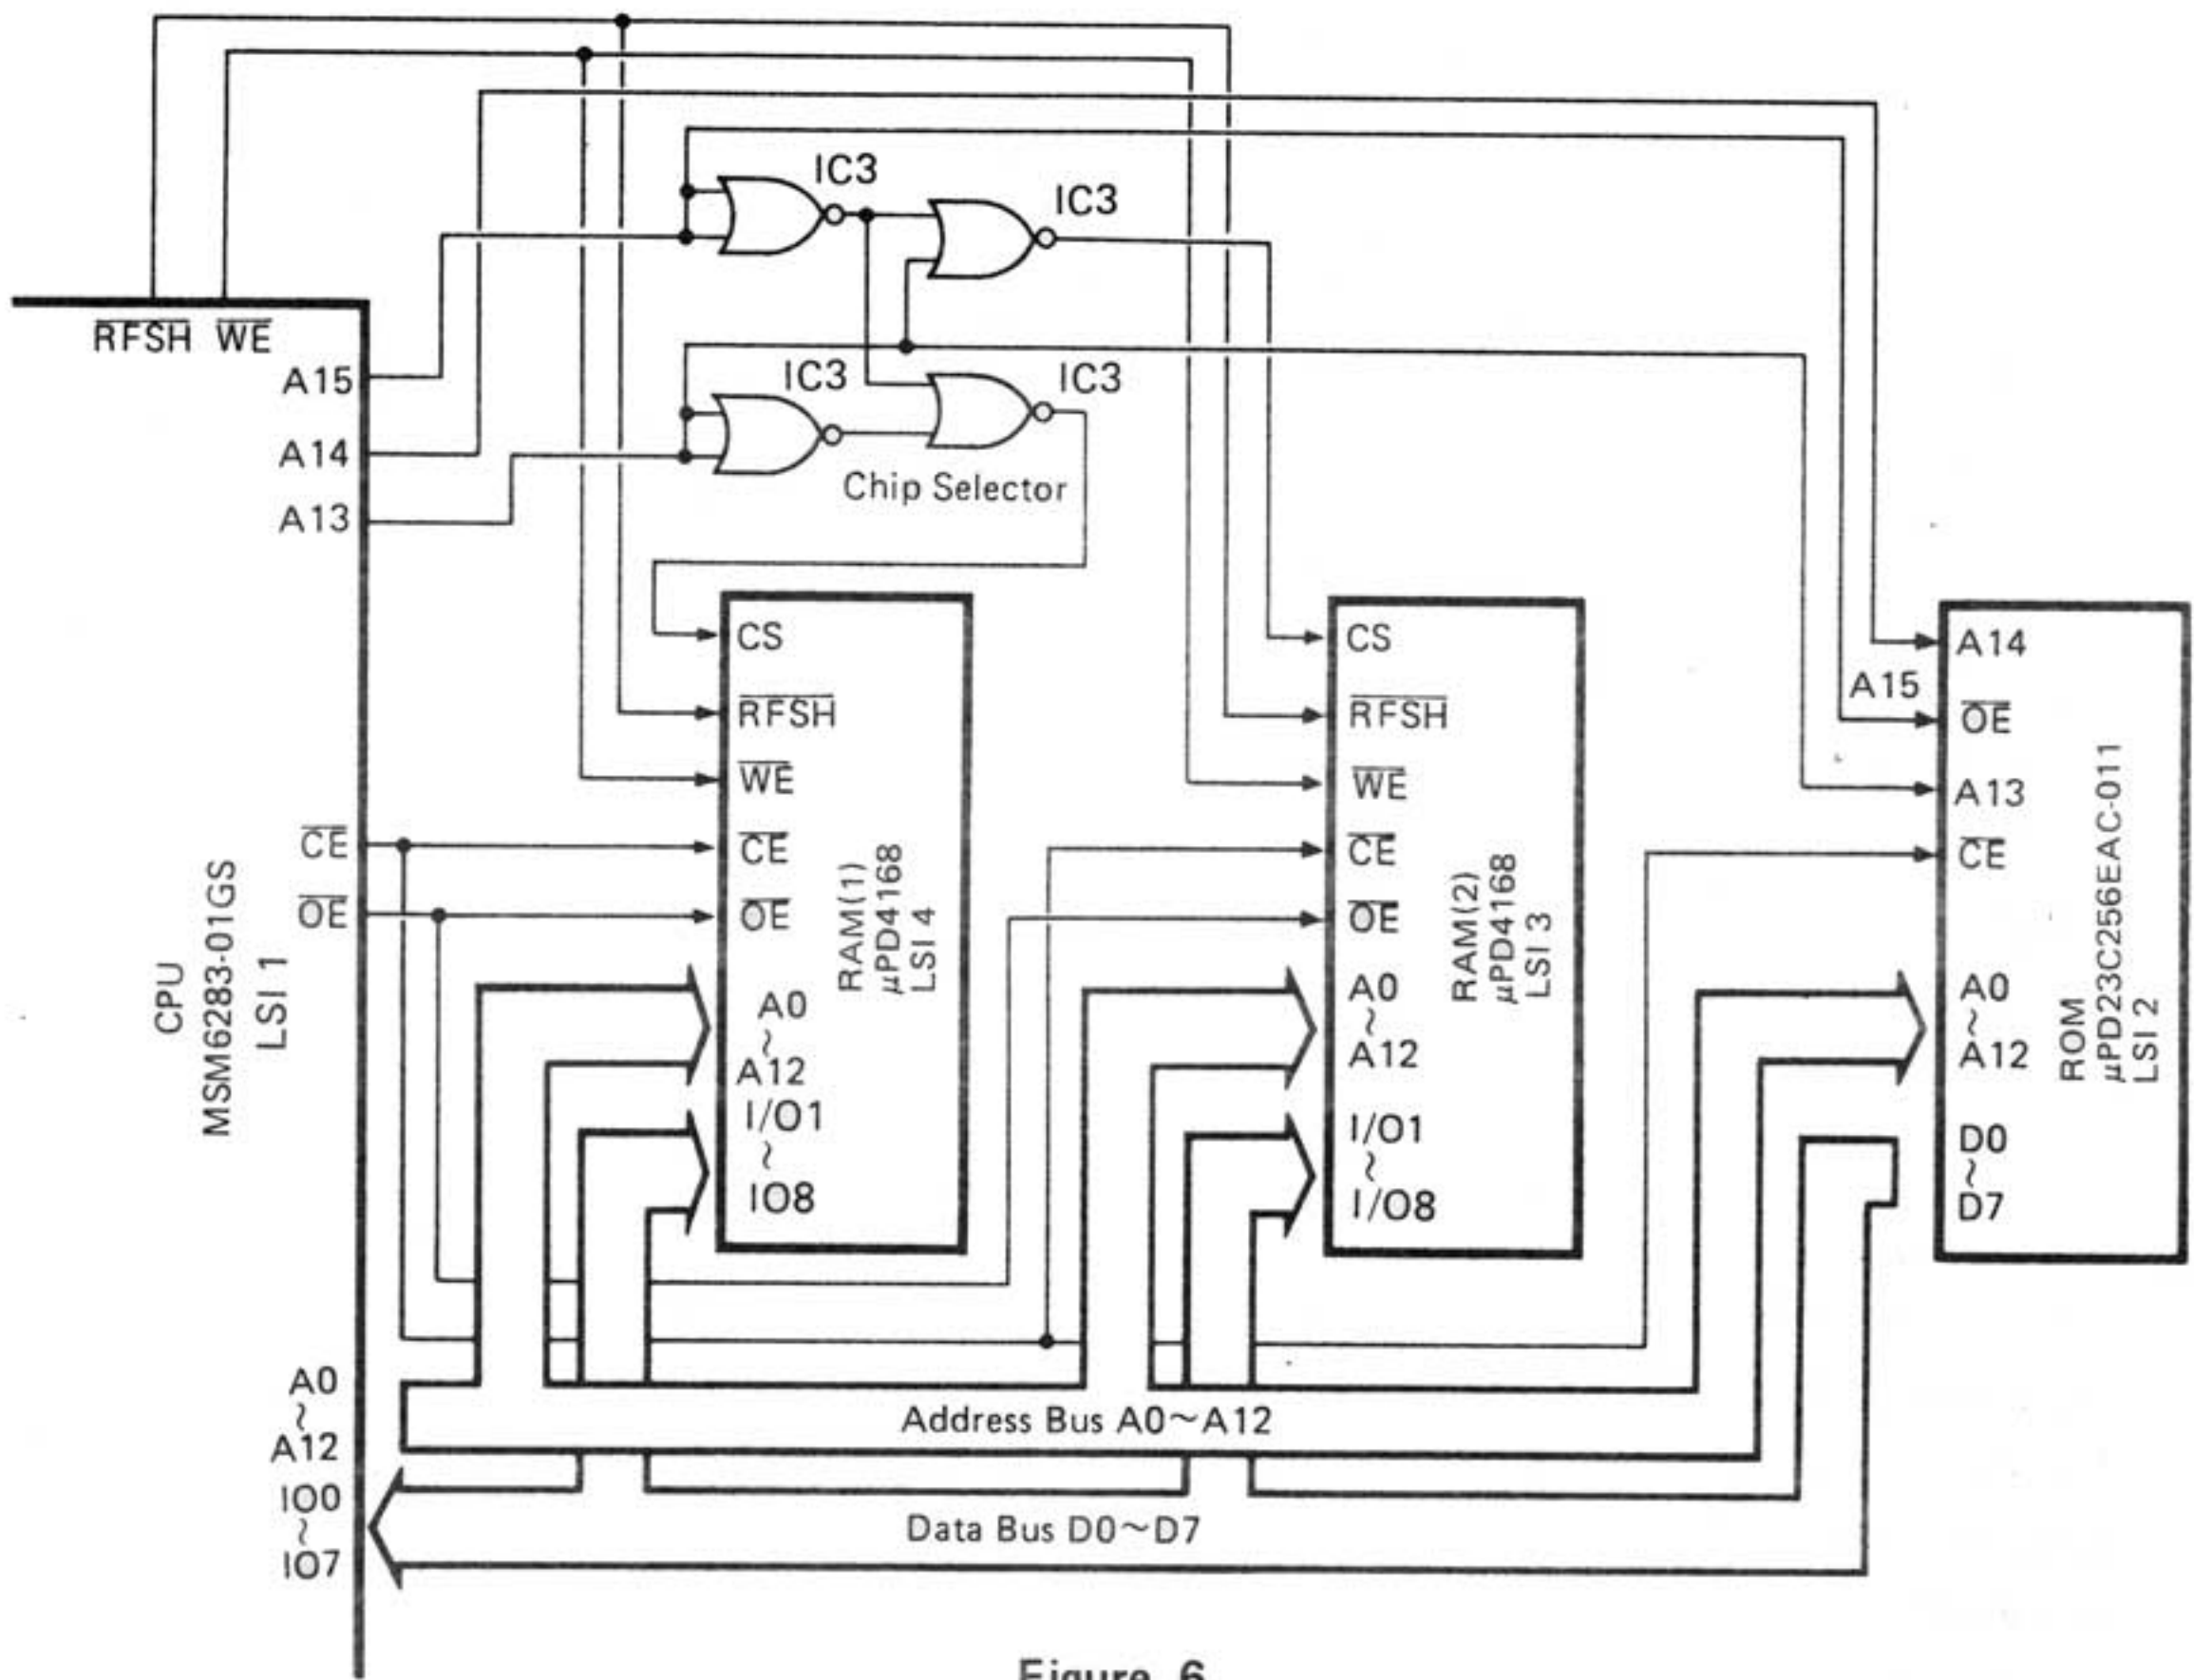 IC3
IC3
RFSH WE
A15
IC3
IC3
A14
Chip Selector
A13
CS
RFSH
WE
CE
OE
A0
~
A12
I/O1
~
IO8
RAM(1)
μPD4168
LSI 4
CS
RFSH
WE
CE
OE
A0
~
A12
I/O1
~
I/O8
RAM(2)
μPD4168
LSI 3
A14
A15
OE
A13
CE
A0
~
A12
D0
~
D7
ROM
μPD23C256EAC-011
LSI 2
CE
OE
CPU
MSM6283-01GS
LSI 1
A0
~
A12
Address Bus A0~A12
IO0
~
IO7
Data Bus D0~D7
Figure 6